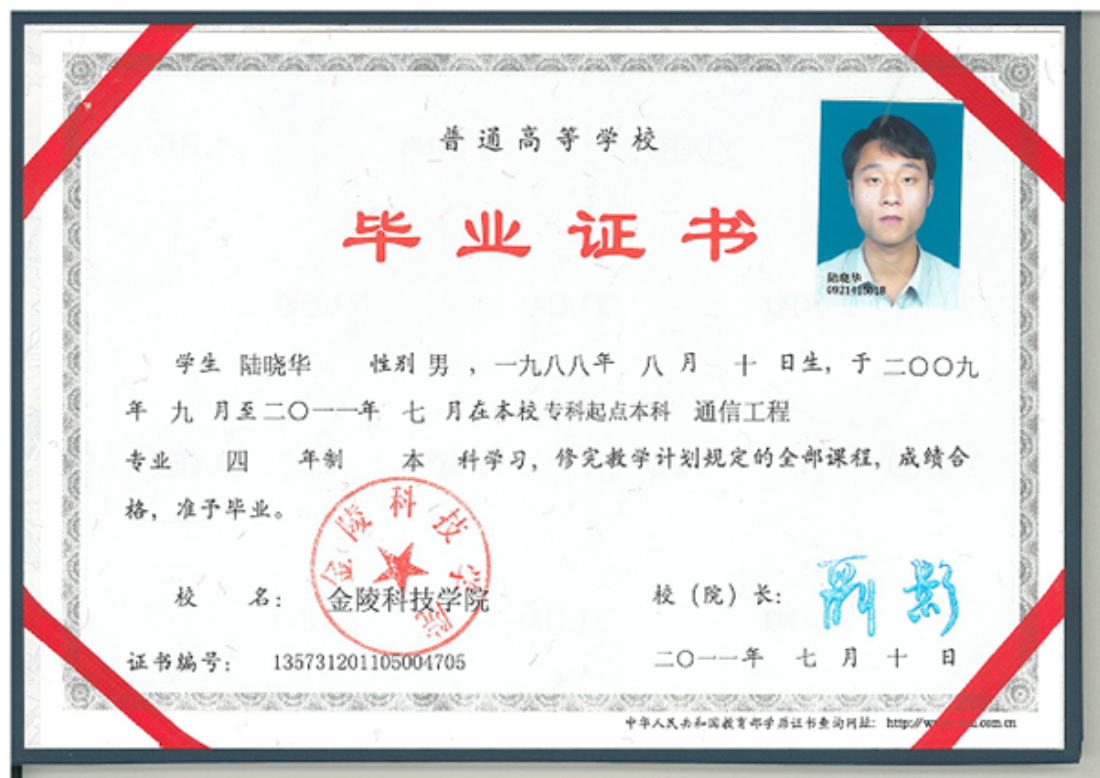 普通高等学校
毕业证书
陆晓华
0921415018
学生 陆晓华 性别 男 ，一九八八年 八 月 十 日生，于 二〇〇九
年 九 月至二〇一一年 七 月在本校专科起点本科 通信工程
专业 四 年制 本 科学习，修完教学计划规定的全部课程，成绩合
格，准予毕业。
金陵科技学院
校 名： 金陵科技学院
校（院）长：
证书编号： 135731201105004705
二〇一一年 七 月 十 日
中华人民共和国教育部学历证书查询网址： http://w